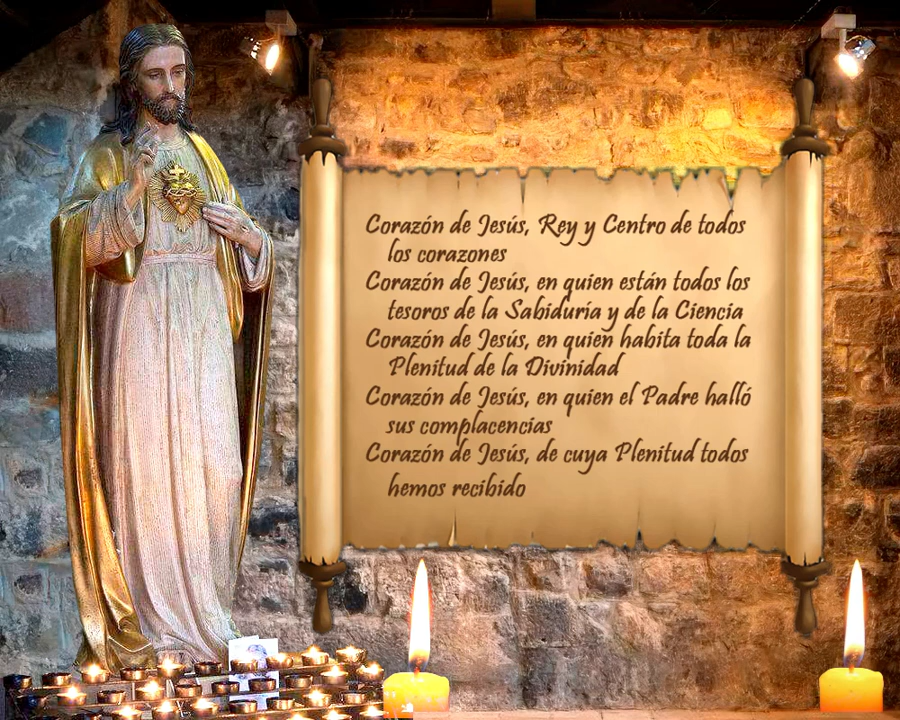 Corazón de Jesús, Rey y Centro de todos
los corazones
Corazón de Jesús, en quien están todos los
tesoros de la Sabiduría y de la Ciencia
Corazón de Jesús, en quien habita toda la
Plenitud de la Divinidad
Corazón de Jesús, en quien el Padre halló
sus complacencias
Corazón de Jesús, de cuya Plenitud todos
hemos recibido